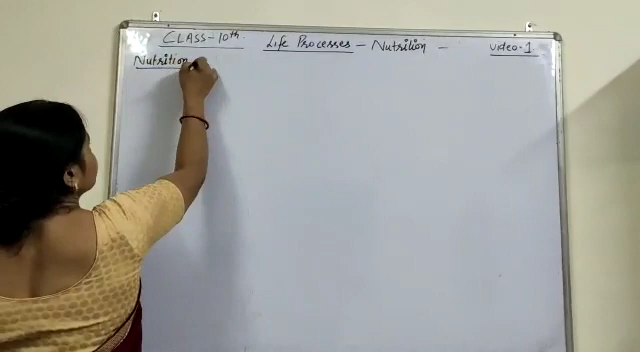 CLASS-10th. Life Processes - Nutrition - Video-1
Nutrition